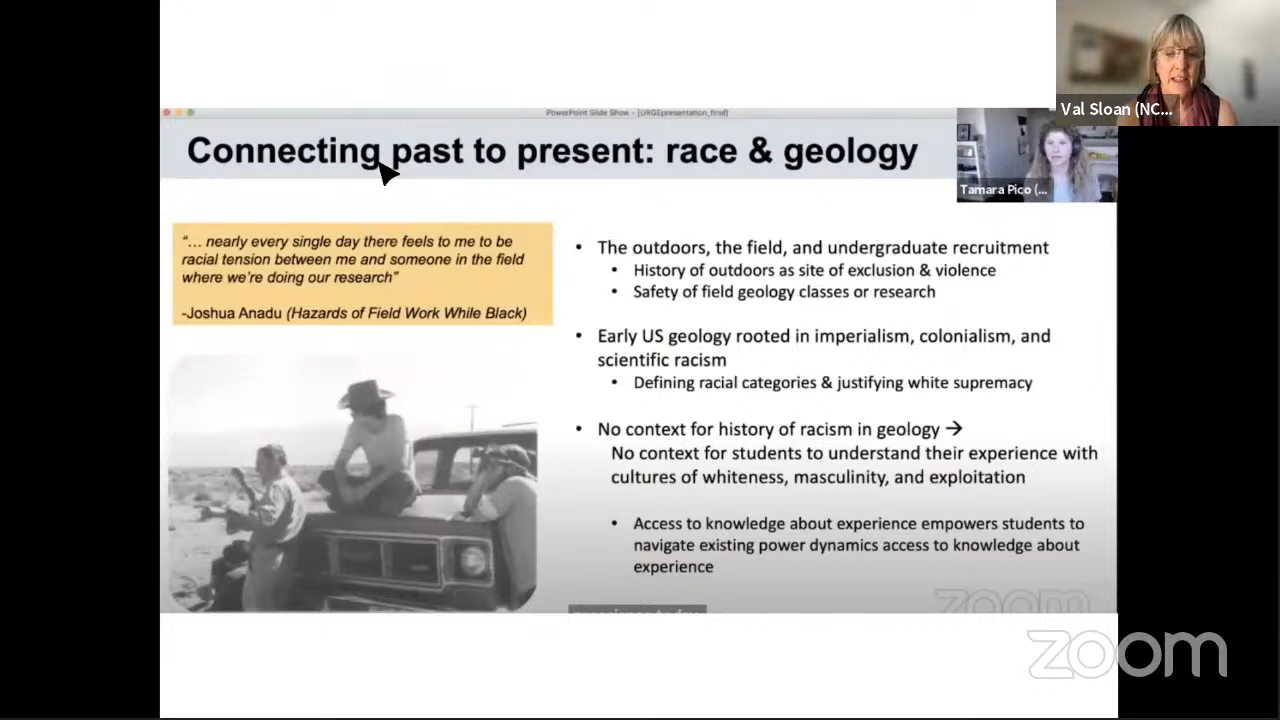 Val Sloan (NC...
PowerPoint Slide Show - [URGEpresentation_final]
Connecting past to present: race & geology
Tamara Pico (...
“... nearly every single day there feels to me to be
racial tension between me and someone in the field
where we’re doing our research”
-Joshua Anadu (Hazards of Field Work While Black)
• The outdoors, the field, and undergraduate recruitment
• History of outdoors as site of exclusion & violence
• Safety of field geology classes or research
• Early US geology rooted in imperialism, colonialism, and
scientific racism
• Defining racial categories & justifying white supremacy
• No context for history of racism in geology →
No context for students to understand their experience with
cultures of whiteness, masculinity, and exploitation
• Access to knowledge about experience empowers students to
navigate existing power dynamics access to knowledge about
experience
zoom
zoom